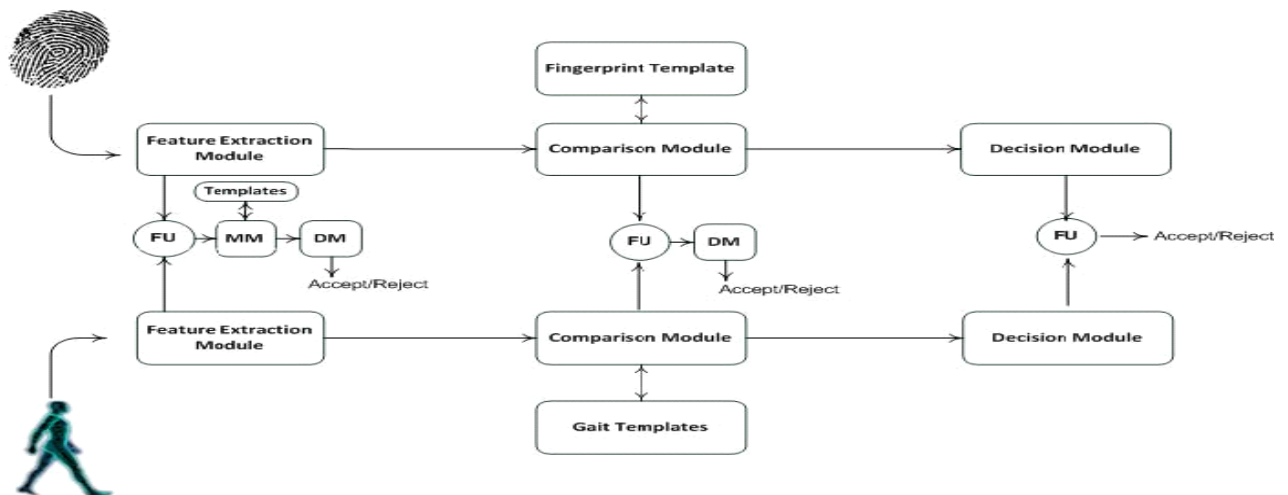 Fingerprint Template
Feature Extraction
Module
Comparison Module
Decision Module
Templates
FU
MM
DM
Accept/Reject
FU
DM
Accept/Reject
FU
Accept/Reject
Feature Extraction
Module
Comparison Module
Decision Module
Gait Templates